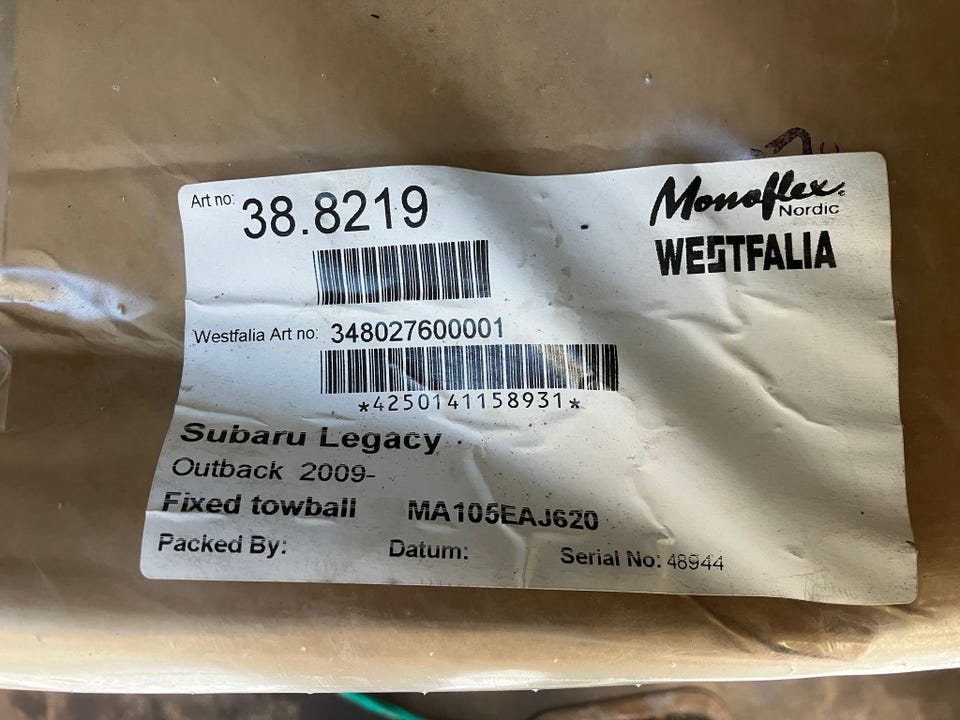 Art no: 38.8219
Monoflex
Nordic
WESTFALIA
Westfalia Art no: 348027600001
*4250141158931*
Subaru Legacy
Outback 2009-
Fixed towball MA105EAJ620
Packed By: Datum: Serial No: 48944